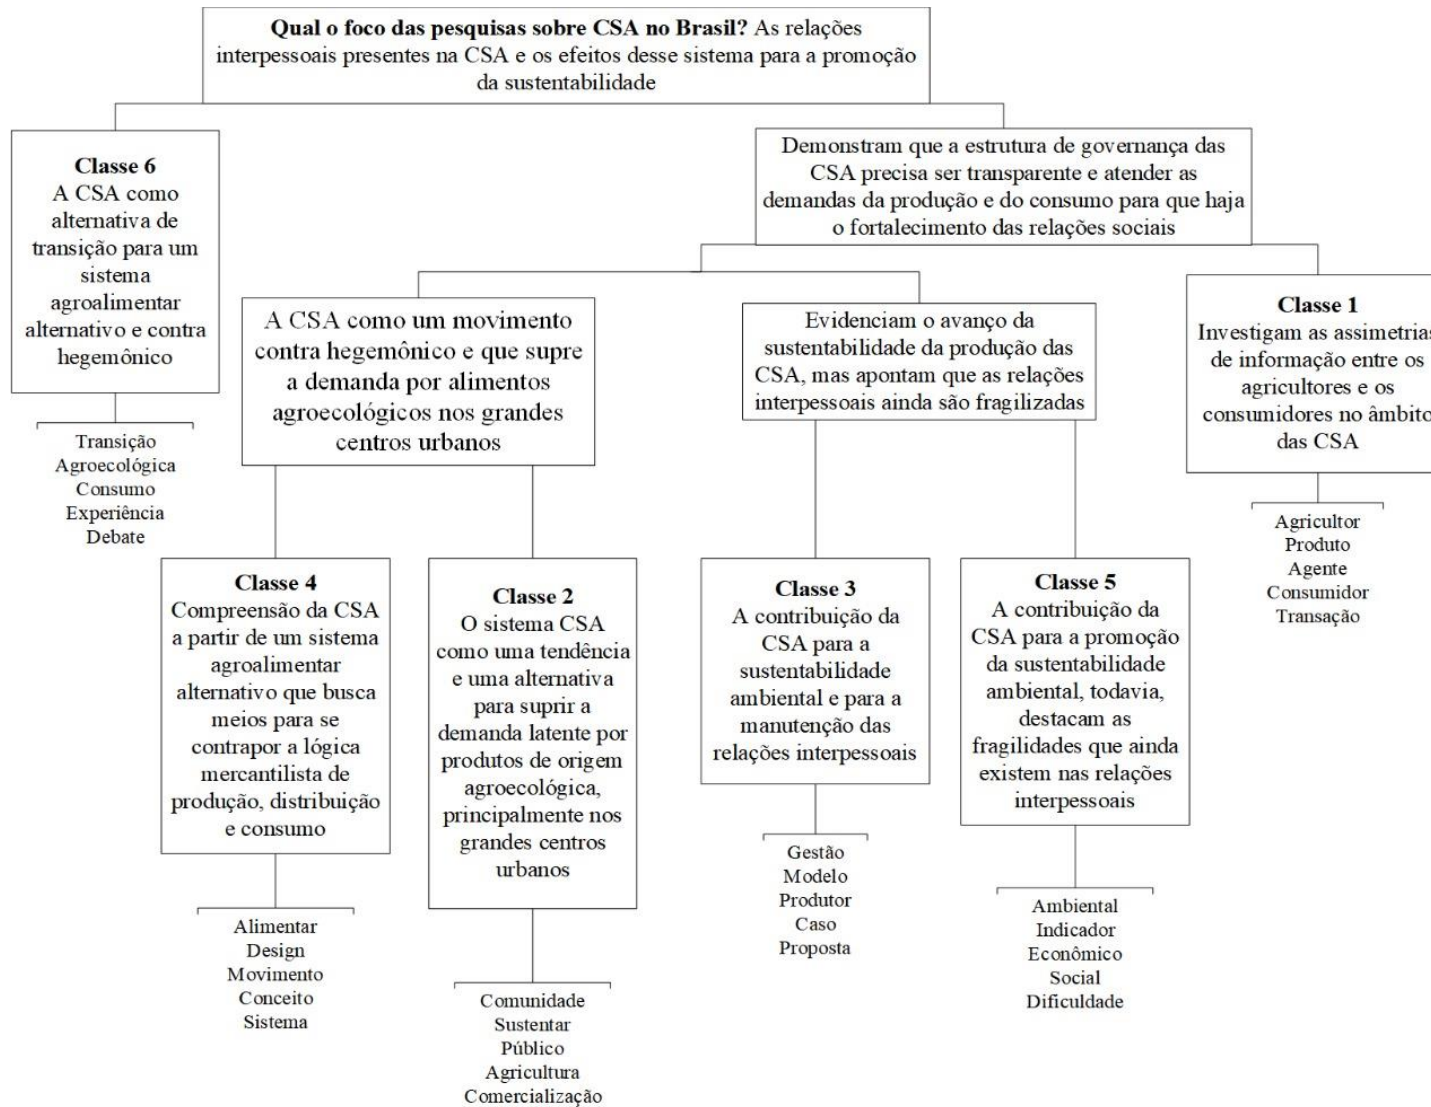 Qual o foco das pesquisas sobre CSA no Brasil? As relações
interpessoais presentes na CSA e os efeitos desse sistema para a promoção
da sustentabilidade
Classe 6
A CSA como
alternativa de
transição para um
sistema
agroalimentar
alternativo e contra
hegemônico
Transição
Agroecológica
Consumo
Experiência
Debate
Demonstram que a estrutura de governança das
CSA precisa ser transparente e atender as
demandas da produção e do consumo para que haja
o fortalecimento das relações sociais
A CSA como um movimento
contra hegemônico e que supre
a demanda por alimentos
agroecológicos nos grandes
centros urbanos
Evidenciam o avanço da
sustentabilidade da produção das
CSA, mas apontam que as relações
interpessoais ainda são fragilizadas
Classe 1
Investigam as assimetrias
de informação entre os
agricultores e os
consumidores no âmbito
das CSA
Agricultor
Produto
Agente
Consumidor
Transação
Classe 4
Compreensão da CSA
a partir de um sistema
agroalimentar
alternativo que busca
meios para se
contrapor a lógica
mercantilista de
produção, distribuição
e consumo
Alimentar
Design
Movimento
Conceito
Sistema
Classe 2
O sistema CSA
como uma tendência
e uma alternativa
para suprir a
demanda latente por
produtos de origem
agroecológica,
principalmente nos
grandes centros
urbanos
Comunidade
Sustentar
Público
Agricultura
Comercialização
Classe 3
A contribuição da
CSA para a
sustentabilidade
ambiental e para a
manutenção das
relações interpessoais
Gestão
Modelo
Produtor
Caso
Proposta
Classe 5
A contribuição da
CSA para a promoção
da sustentabilidade
ambiental, todavia,
destacam as
fragilidades que ainda
existem nas relações
interpessoais
Ambiental
Indicador
Econômico
Social
Dificuldade